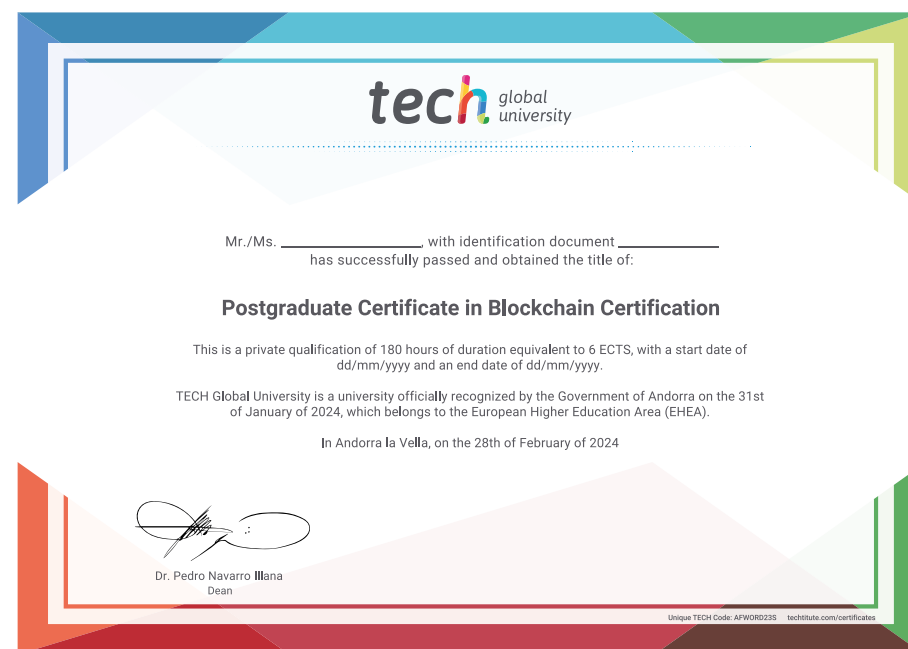 tech global university
Mr./Ms. ____________________, with identification document ______________
has successfully passed and obtained the title of:
Postgraduate Certificate in Blockchain Certification
This is a private qualification of 180 hours of duration equivalent to 6 ECTS, with a start date of
dd/mm/yyyy and an end date of dd/mm/yyyy.
TECH Global University is a university officially recognized by the Government of Andorra on the 31st
of January of 2024, which belongs to the European Higher Education Area (EHEA).
In Andorra la Vella, on the 28th of February of 2024
Dr. Pedro Navarro Illana
Dean
Unique TECH Code: AFWORD23S techtitute.com/certificates